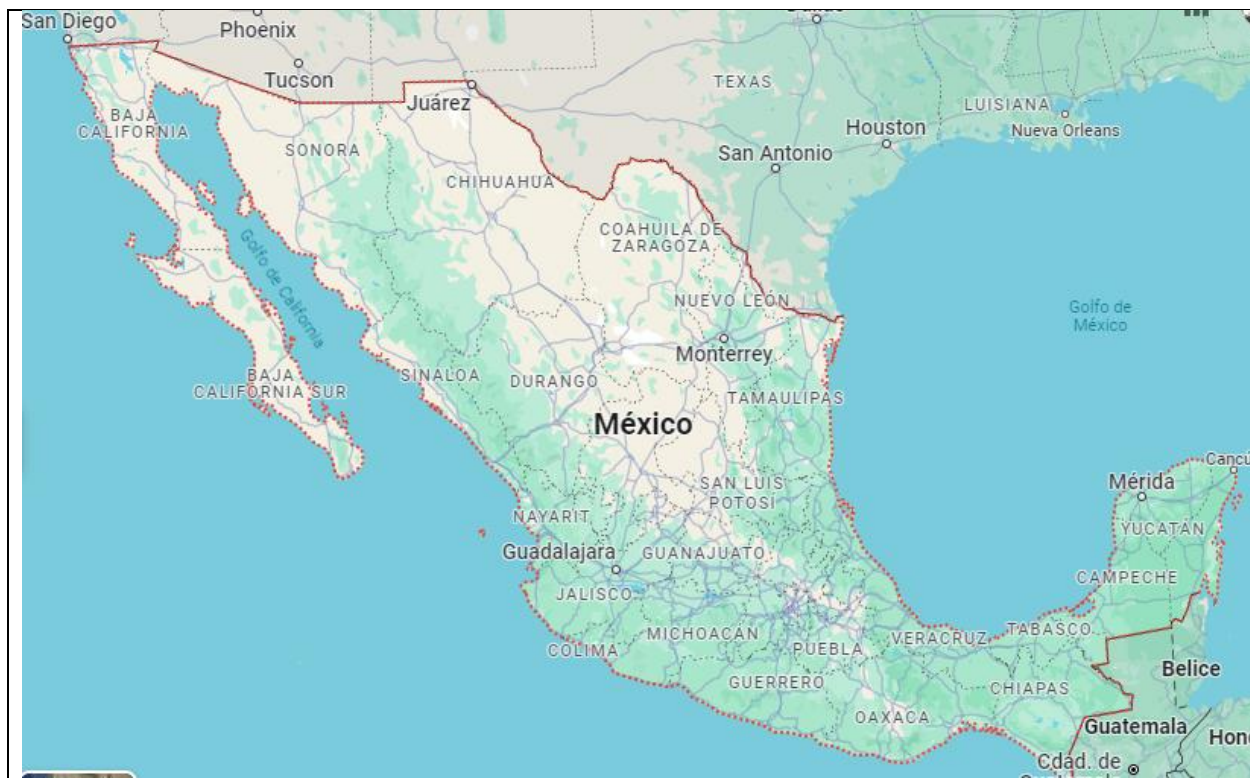 San Diego
Phoenix
Tucson
Juárez
TEXAS
LUISIANA
Nueva Orleans
Houston
San Antonio
BAJA
CALIFORNIA
SONORA
CHIHUAHUA
COAHUILA DE
ZARAGOZA
Golfo de California
NUEVO LEÓN
Golfo de
México
Monterrey
BAJA
CALIFORNIA SUR
SINALOA
DURANGO
TAMAULIPAS
México
SAN LUIS
POTOSÍ
Mérida
Cancú
NAYARIT
YUCATÁN
Guadalajara
GUANAJUATO
CAMPECHE
JALISCO
MICHOACÁN
VERACRUZ
TABASCO
COLIMA
PUEBLA
Belice
GUERRERO
CHIAPAS
OAXACA
Guatemala
Hono
Cdad. de